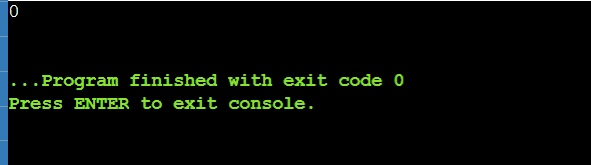 0
...Program finished with exit code 0
Press ENTER to exit console.